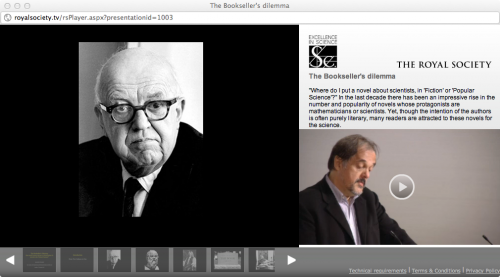 The Bookseller's dilemma
royalsociety.tv/rsPlayer.aspx?presentationid=1003
EXCELLENCE
IN SCIENCE
THE ROYAL SOCIETY
The Bookseller's dilemma
"Where do I put a novel about scientists, in 'Fiction' or 'Popular
Science'?" In the last decade there has been an impressive rise in the
number and popularity of novels whose protagonists are
mathematicians or scientists. Yet, though the intention of the authors
is often purely literary, many readers are attracted to these novels for
the science.
Technical requirements | Terms & Conditions | Privacy Policy